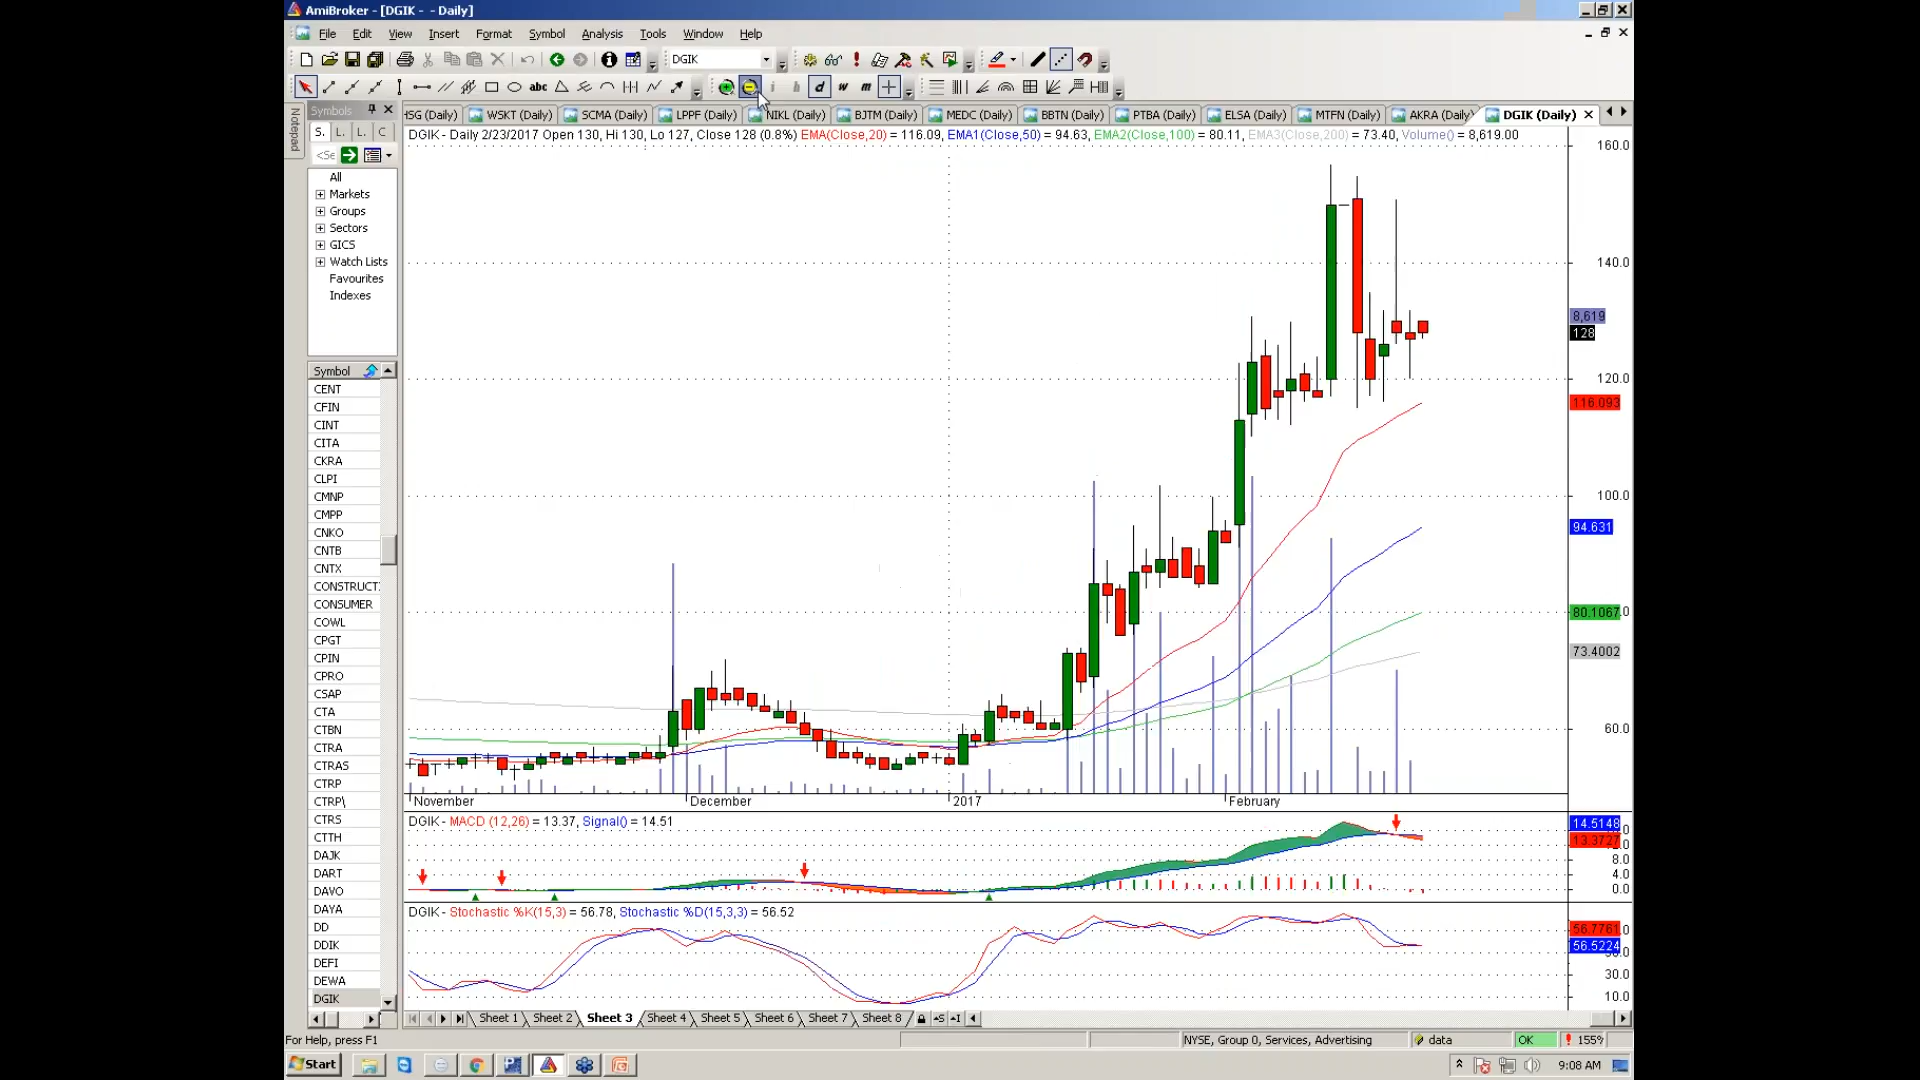 AmiBroker - [DGIK - - Daily]
File Edit View Insert Format Symbol Analysis Tools Window Help
DGIK
abc i h d w m
Notepad
Symbols
S. L. L. C
<Se
All
Markets
Groups
Sectors
GICS
Watch Lists
Favourites
Indexes
Symbol
CENT
CFIN
CINT
CITA
CKRA
CLPI
CMNP
CMPP
CNKO
CNTB
CNTX
CONSTRUCT:
CONSUMER
COWL
CPGT
CPIN
CPRO
CSAP
CTA
CTBN
CTRA
CTRAS
CTRP
CTRP\
CTRS
CTTH
DAJK
DART
DAVO
DAYA
DD
DDIK
DEFI
DEWA
DGIK
HSG (Daily) WSKT (Daily) SCMA (Daily) LPPF (Daily) NIKL (Daily) BJTM (Daily) MEDC (Daily) BBTN (Daily) PTBA (Daily) ELSA (Daily) MTFN (Daily) AKRA (Daily) DGIK (Daily)
DGIK - Daily 2/23/2017 Open 130, Hi 130, Lo 127, Close 128 (0.8%) EMA(Close,20) = 116.09, EMA1(Close,50) = 94.63, EMA2(Close,100) = 80.11, EMA3(Close,200) = 73.40, Volume() = 8,619.00
160.0
140.0
8,619
128
120.0
116.093
100.0
94.631
80.1067
73.4002
60.0
November December 2017 February
DGIK - MACD (12,26) = 13.37, Signal() = 14.51
14.5148
13.3727
8.0
4.0
0.0
DGIK - Stochastic %K(15,3) = 56.78, Stochastic %D(15,3,3) = 56.52
56.7761
56.5224
30.0
10.0
Sheet 1 Sheet 2 Sheet 3 Sheet 4 Sheet 5 Sheet 6 Sheet 7 Sheet 8
For Help, press F1
NYSE, Group 0, Services, Advertising data OK 155%
Start 9:08 AM